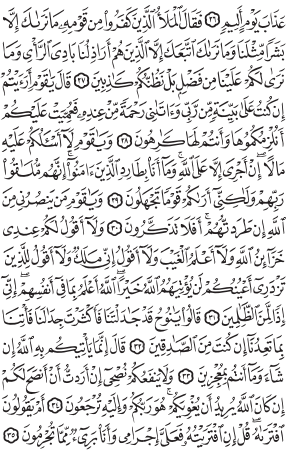 عَذَابَ يَوْمٍ أَلِيمٍ ٢٦ فَقَالَ ٱلْمَلَأُ ٱلَّذِينَ كَفَرُوا۟ مِن قَوْمِهِۦ مَا نَرَىٰكَ إِلَّا
بَشَرًا مِّثْلَنَا وَمَا نَرَىٰكَ ٱتَّبَعَكَ إِلَّا ٱلَّذِينَ هُمْ أَرَاذِلُنَا بَادِىَ ٱلرَّأْىِ وَمَا
نَرَىٰ لَكُمْ عَلَيْنَا مِن فَضْلٍۭ بَلْ نَظُنُّكُمْ كَـٰذِبِينَ ٢٧ قَالَ يَـٰقَوْمِ أَرَءَيْتُمْ
إِن كُنتُ عَلَىٰ بَيِّنَةٍ مِّن رَّبِّى وَءَاتَىٰنِى رَحْمَةً مِّنْ عِندِهِۦ فَعُمِّيَتْ عَلَيْكُمْ
أَنُلْزِمُكُمُوهَا وَأَنتُمْ لَهَا كَـٰرِهُونَ ٢٨ وَيَـٰقَوْمِ لَآ أَسْـَٔلُكُمْ عَلَيْهِ
مَالًا إِنْ أَجْرِىَ إِلَّا عَلَى ٱللَّهِ وَمَآ أَنَا۠ بِطَارِدِ ٱلَّذِينَ ءَامَنُوٓا۟ إِنَّهُم مُّلَـٰقُوا۟
رَبِّهِمْ وَلَـٰكِنِّىٓ أَرَىٰكُمْ قَوْمًا تَجْهَلُونَ ٢٩ وَيَـٰقَوْمِ مَن يَنصُرُنِى مِنَ
ٱللَّهِ إِن طَرَدتُّهُمْ أَفَلَا تَذَكَّرُونَ ٣٠ وَلَآ أَقُولُ لَكُمْ عِندِى
خَزَآئِنُ ٱللَّهِ وَلَآ أَعْلَمُ ٱلْغَيْبَ وَلَآ أَقُولُ إِنِّى مَلَكٌ وَلَآ أَقُولُ لِلَّذِينَ
تَزْدَرِىٓ أَعْيُنُكُمْ لَن يُؤْتِيَهُمُ ٱللَّهُ خَيْرًا ٱللَّهُ أَعْلَمُ بِمَا فِىٓ أَنفُسِهِمْ إِنِّىٓ
إِذًا لَّمِنَ ٱلظَّـٰلِمِينَ ٣١ قَالُوا۟ يَـٰنُوحُ قَدْ جَـٰدَلْتَنَا فَأَكْثَرْتَ جِدَٰلَنَا فَأْتِنَا
بِمَا تَعِدُنَآ إِن كُنتَ مِنَ ٱلصَّـٰدِقِينَ ٣٢ قَالَ إِنَّمَا يَأْتِيكُم بِهِ ٱللَّهُ إِن
شَآءَ وَمَآ أَنتُم بِمُعْجِزِينَ ٣٣ وَلَا يَنفَعُكُمْ نُصْحِىٓ إِنْ أَرَدتُّ أَنْ أَنصَحَ لَكُمْ
إِن كَانَ ٱللَّهُ يُرِيدُ أَن يُغْوِيَكُمْ هُوَ رَبُّكُمْ وَإِلَيْهِ تُرْجَعُونَ ٣٤ أَمْ يَقُولُونَ
ٱفْتَرَىٰهُ قُلْ إِنِ ٱفْتَرَيْتُهُۥ فَعَلَىَّ إِجْرَامِى وَأَنَا۠ بَرِىٓءٌ مِّمَّا تُجْرِمُونَ ٣٥